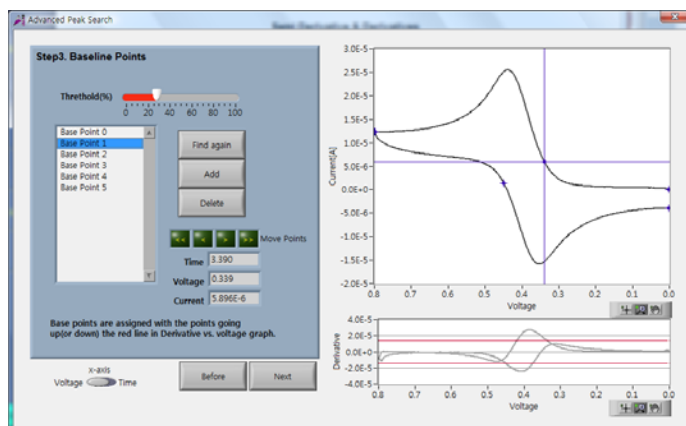 Advanced Peak Search
Step3. Baseline Points
Threthold(%)
0 20 40 60 80 100
Base Point 0
Base Point 1
Base Point 2
Base Point 3
Base Point 4
Base Point 5
Find again
Add
Delete
<< < > >> Move Points
Time 3.390
Voltage 0.339
Current 5.896E-6
Base points are assigned with the points going
up(or down) the red line in Derivative vs. voltage graph.
x-axis
Voltage Time
Before
Next
3.0E-5
2.5E-5
2.0E-5
1.5E-5
1.0E-5
5.0E-6
0.0E+0
-5.0E-6
-1.0E-5
-1.5E-5
-2.0E-5
Current[A]
0.8 0.7 0.6 0.5 0.4 0.3 0.2 0.1 0.0
Voltage
4.0E-5
2.0E-5
0.0E+0
-2.0E-5
-4.0E-5
Derivative
0.8 0.7 0.6 0.5 0.4 0.3 0.2 0.1 0.0
Voltage